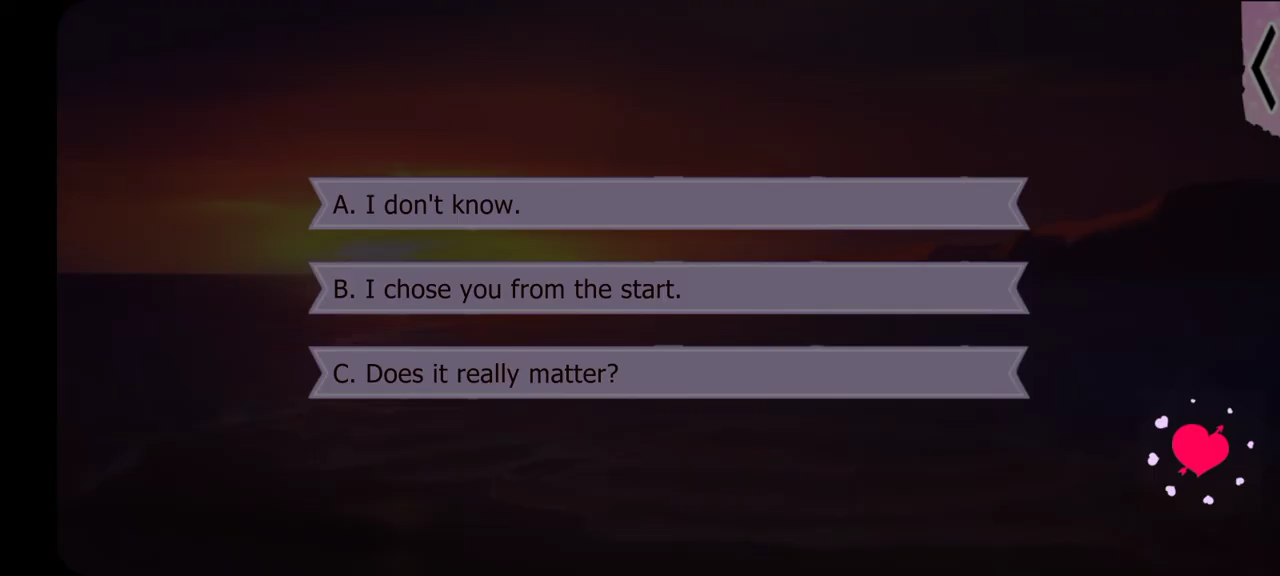 A. I don't know.
B. I chose you from the start.
C. Does it really matter?